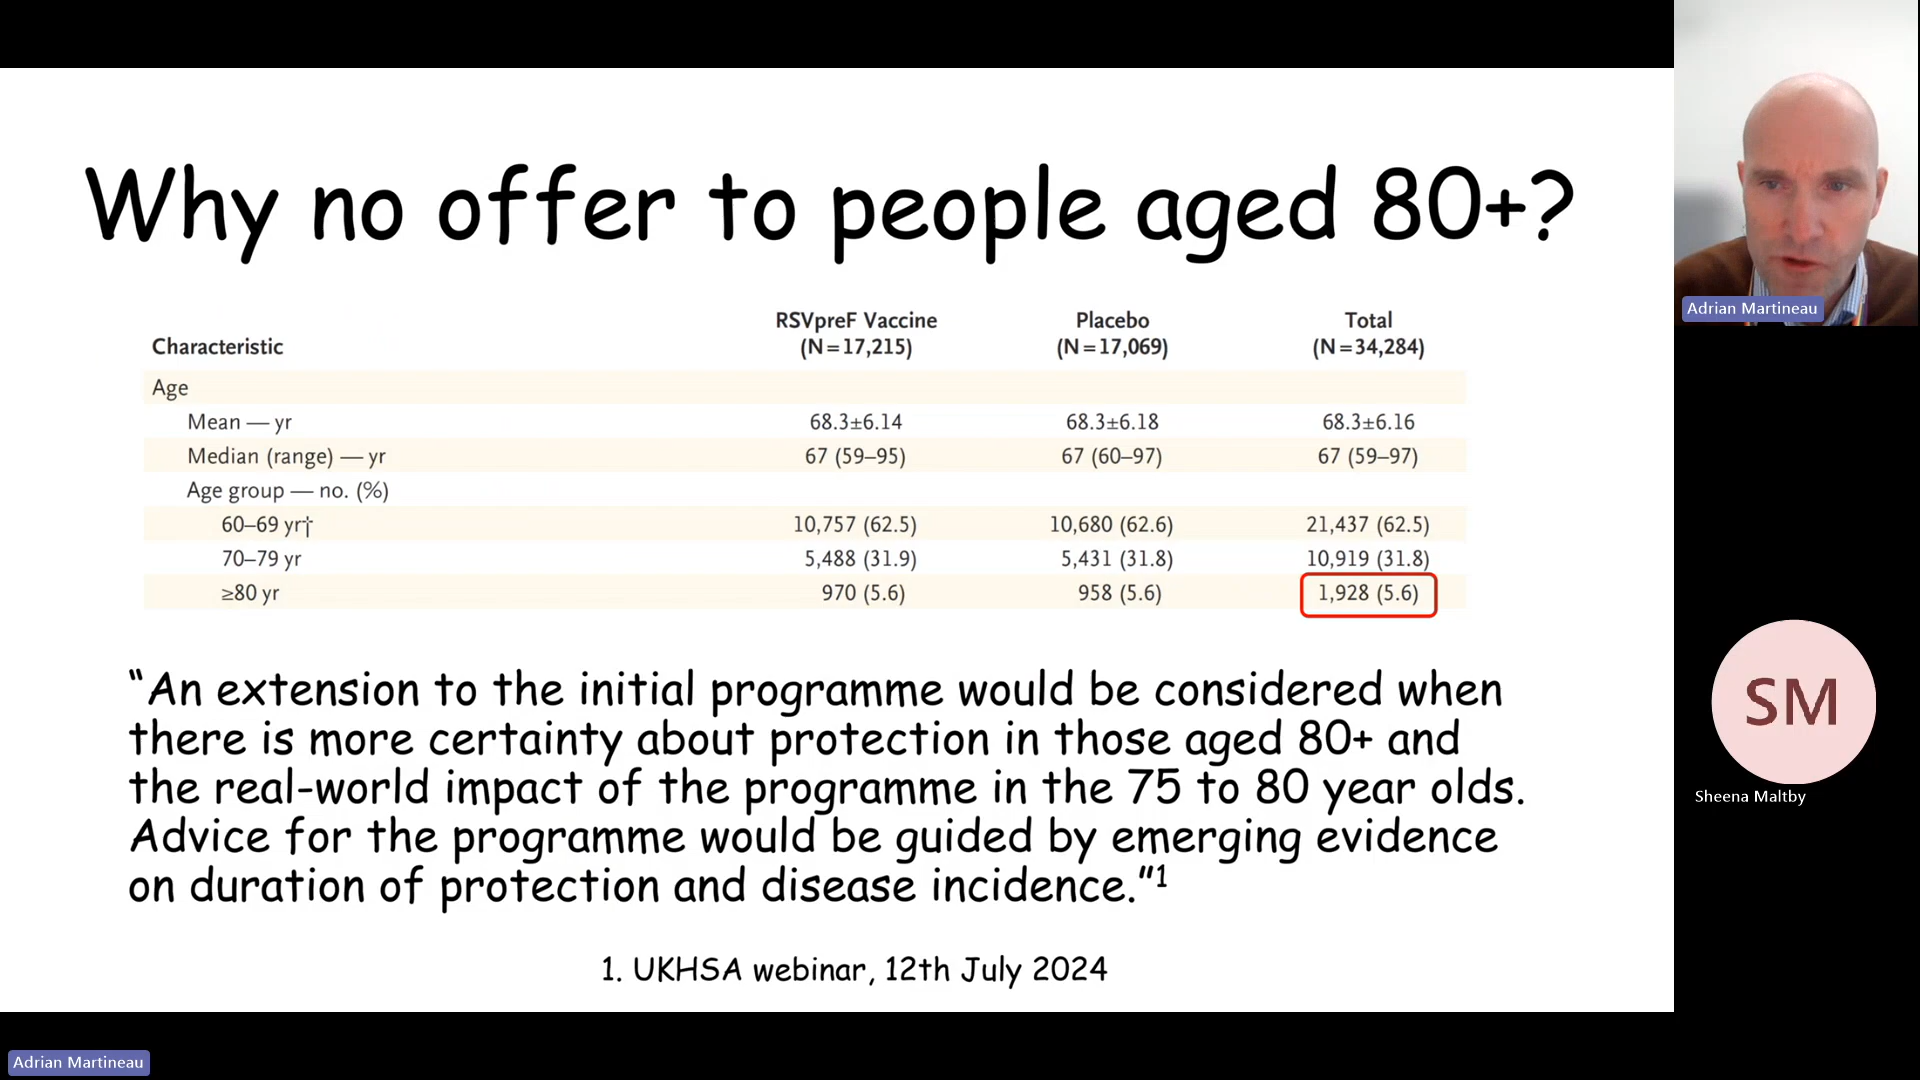 Why no offer to people aged 80+?
Characteristic RSVpreF Vaccine (N=17,215) Placebo (N=17,069) Total (N=34,284)
Age
Mean — yr 68.3±6.14 68.3±6.18 68.3±6.16
Median (range) — yr 67 (59–95) 67 (60–97) 67 (59–97)
Age group — no. (%)
60–69 yr† 10,757 (62.5) 10,680 (62.6) 21,437 (62.5)
70–79 yr 5,488 (31.9) 5,431 (31.8) 10,919 (31.8)
≥80 yr 970 (5.6) 958 (5.6) 1,928 (5.6)
“An extension to the initial programme would be considered when
there is more certainty about protection in those aged 80+ and
the real-world impact of the programme in the 75 to 80 year olds.
Advice for the programme would be guided by emerging evidence
on duration of protection and disease incidence.”1
1. UKHSA webinar, 12th July 2024
Adrian Martineau
SM
Sheena Maltby
Adrian Martineau